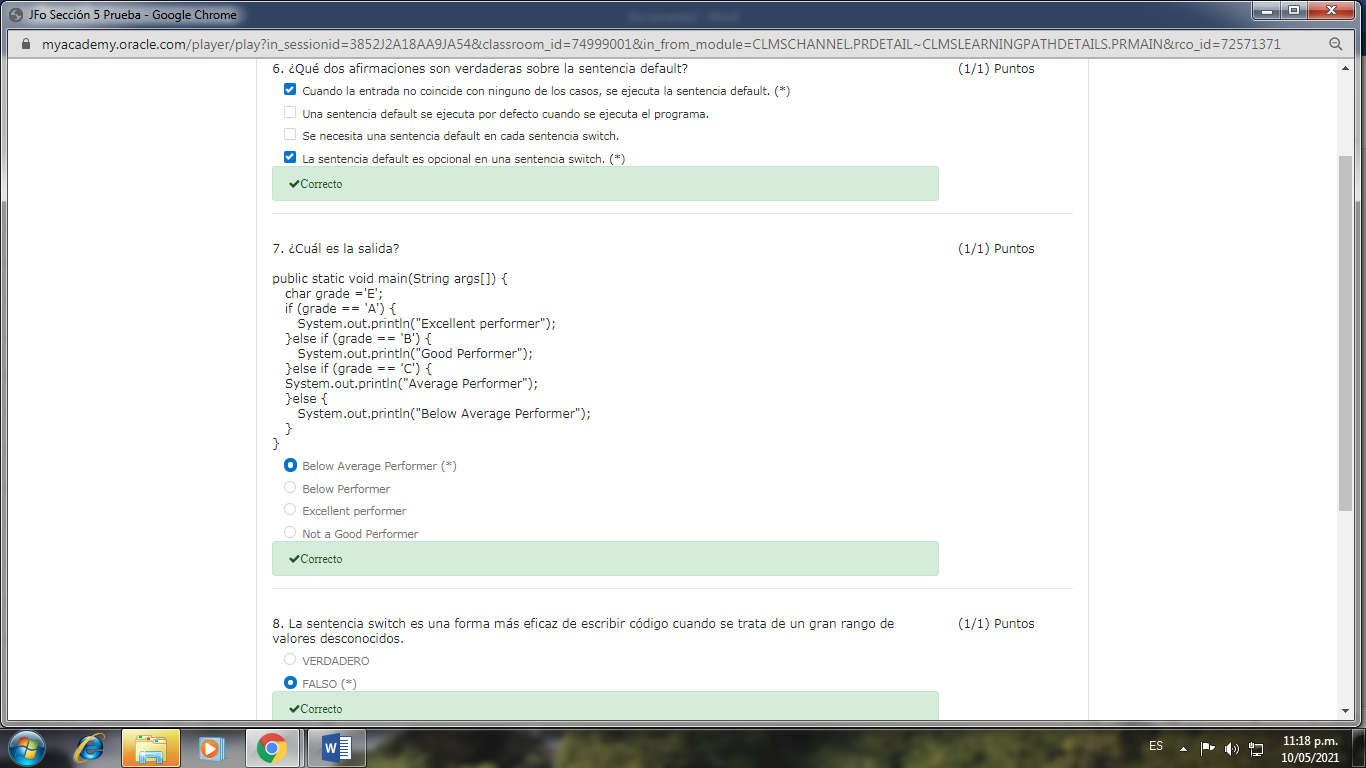 JFo Sección 5 Prueba - Google Chrome
myacademy.oracle.com/player/play?in_sessionid=3852J2A18AA9JA54&classroom_id=74999001&in_from_module=CLMSCHANNEL.PRDETAIL~CLMSLEARNINGPATHDETAILS.PRMAIN&rco_id=72571371
6. ¿Qué dos afirmaciones son verdaderas sobre la sentencia default? (1/1) Puntos
Cuando la entrada no coincide con ninguno de los casos, se ejecuta la sentencia default. (*)
Una sentencia default se ejecuta por defecto cuando se ejecuta el programa.
Se necesita una sentencia default en cada sentencia switch.
La sentencia default es opcional en una sentencia switch. (*)
Correcto
7. ¿Cuál es la salida? (1/1) Puntos
public static void main(String args[]) {
char grade ='E';
if (grade == 'A') {
System.out.println("Excellent performer");
}else if (grade == 'B') {
System.out.println("Good Performer");
}else if (grade == 'C') {
System.out.println("Average Performer");
}else {
System.out.println("Below Average Performer");
}
}
Below Average Performer (*)
Below Performer
Excellent performer
Not a Good Performer
Correcto
8. La sentencia switch es una forma más eficaz de escribir código cuando se trata de un gran rango de (1/1) Puntos
valores desconocidos.
VERDADERO
FALSO (*)
Correcto
ES
11:18 p.m.
10/05/2021